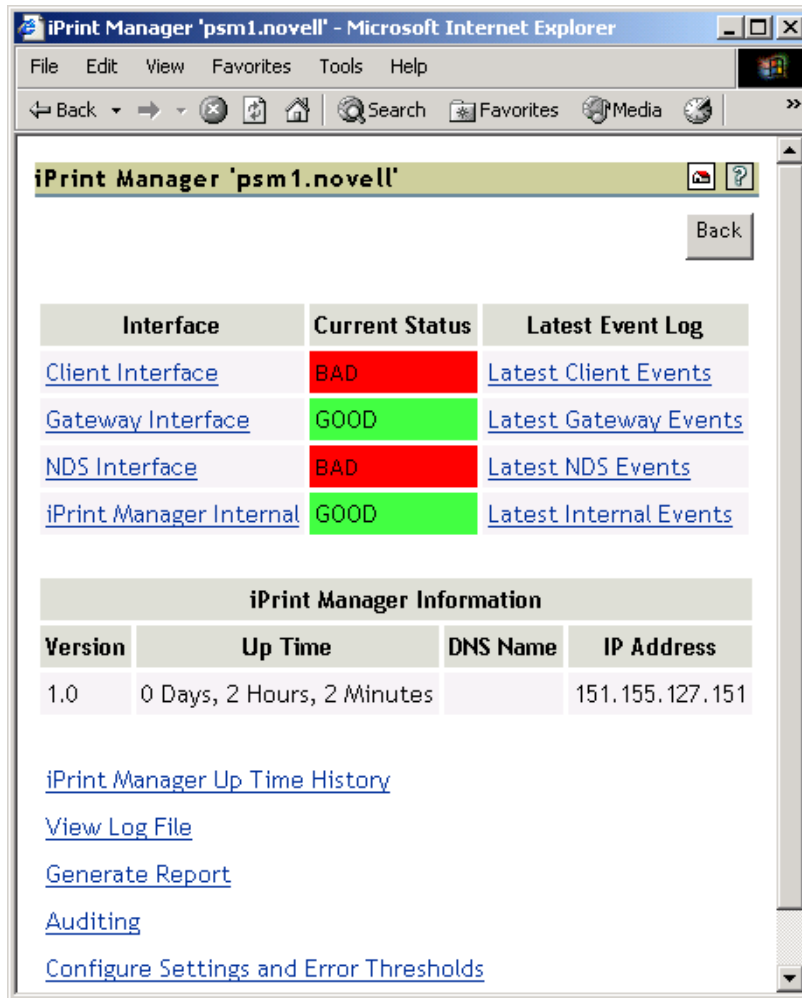 iPrint Manager 'psm1.novell' - Microsoft Internet Explorer
File Edit View Favorites Tools Help
Back Search Favorites Media »
iPrint Manager 'psm1.novell'
?
Back
Interface Current Status Latest Event Log
Client Interface BAD Latest Client Events
Gateway Interface GOOD Latest Gateway Events
NDS Interface BAD Latest NDS Events
iPrint Manager Internal GOOD Latest Internal Events
iPrint Manager Information
Version Up Time DNS Name IP Address
1.0 0 Days, 2 Hours, 2 Minutes 151.155.127.151
iPrint Manager Up Time History
View Log File
Generate Report
Auditing
Configure Settings and Error Thresholds